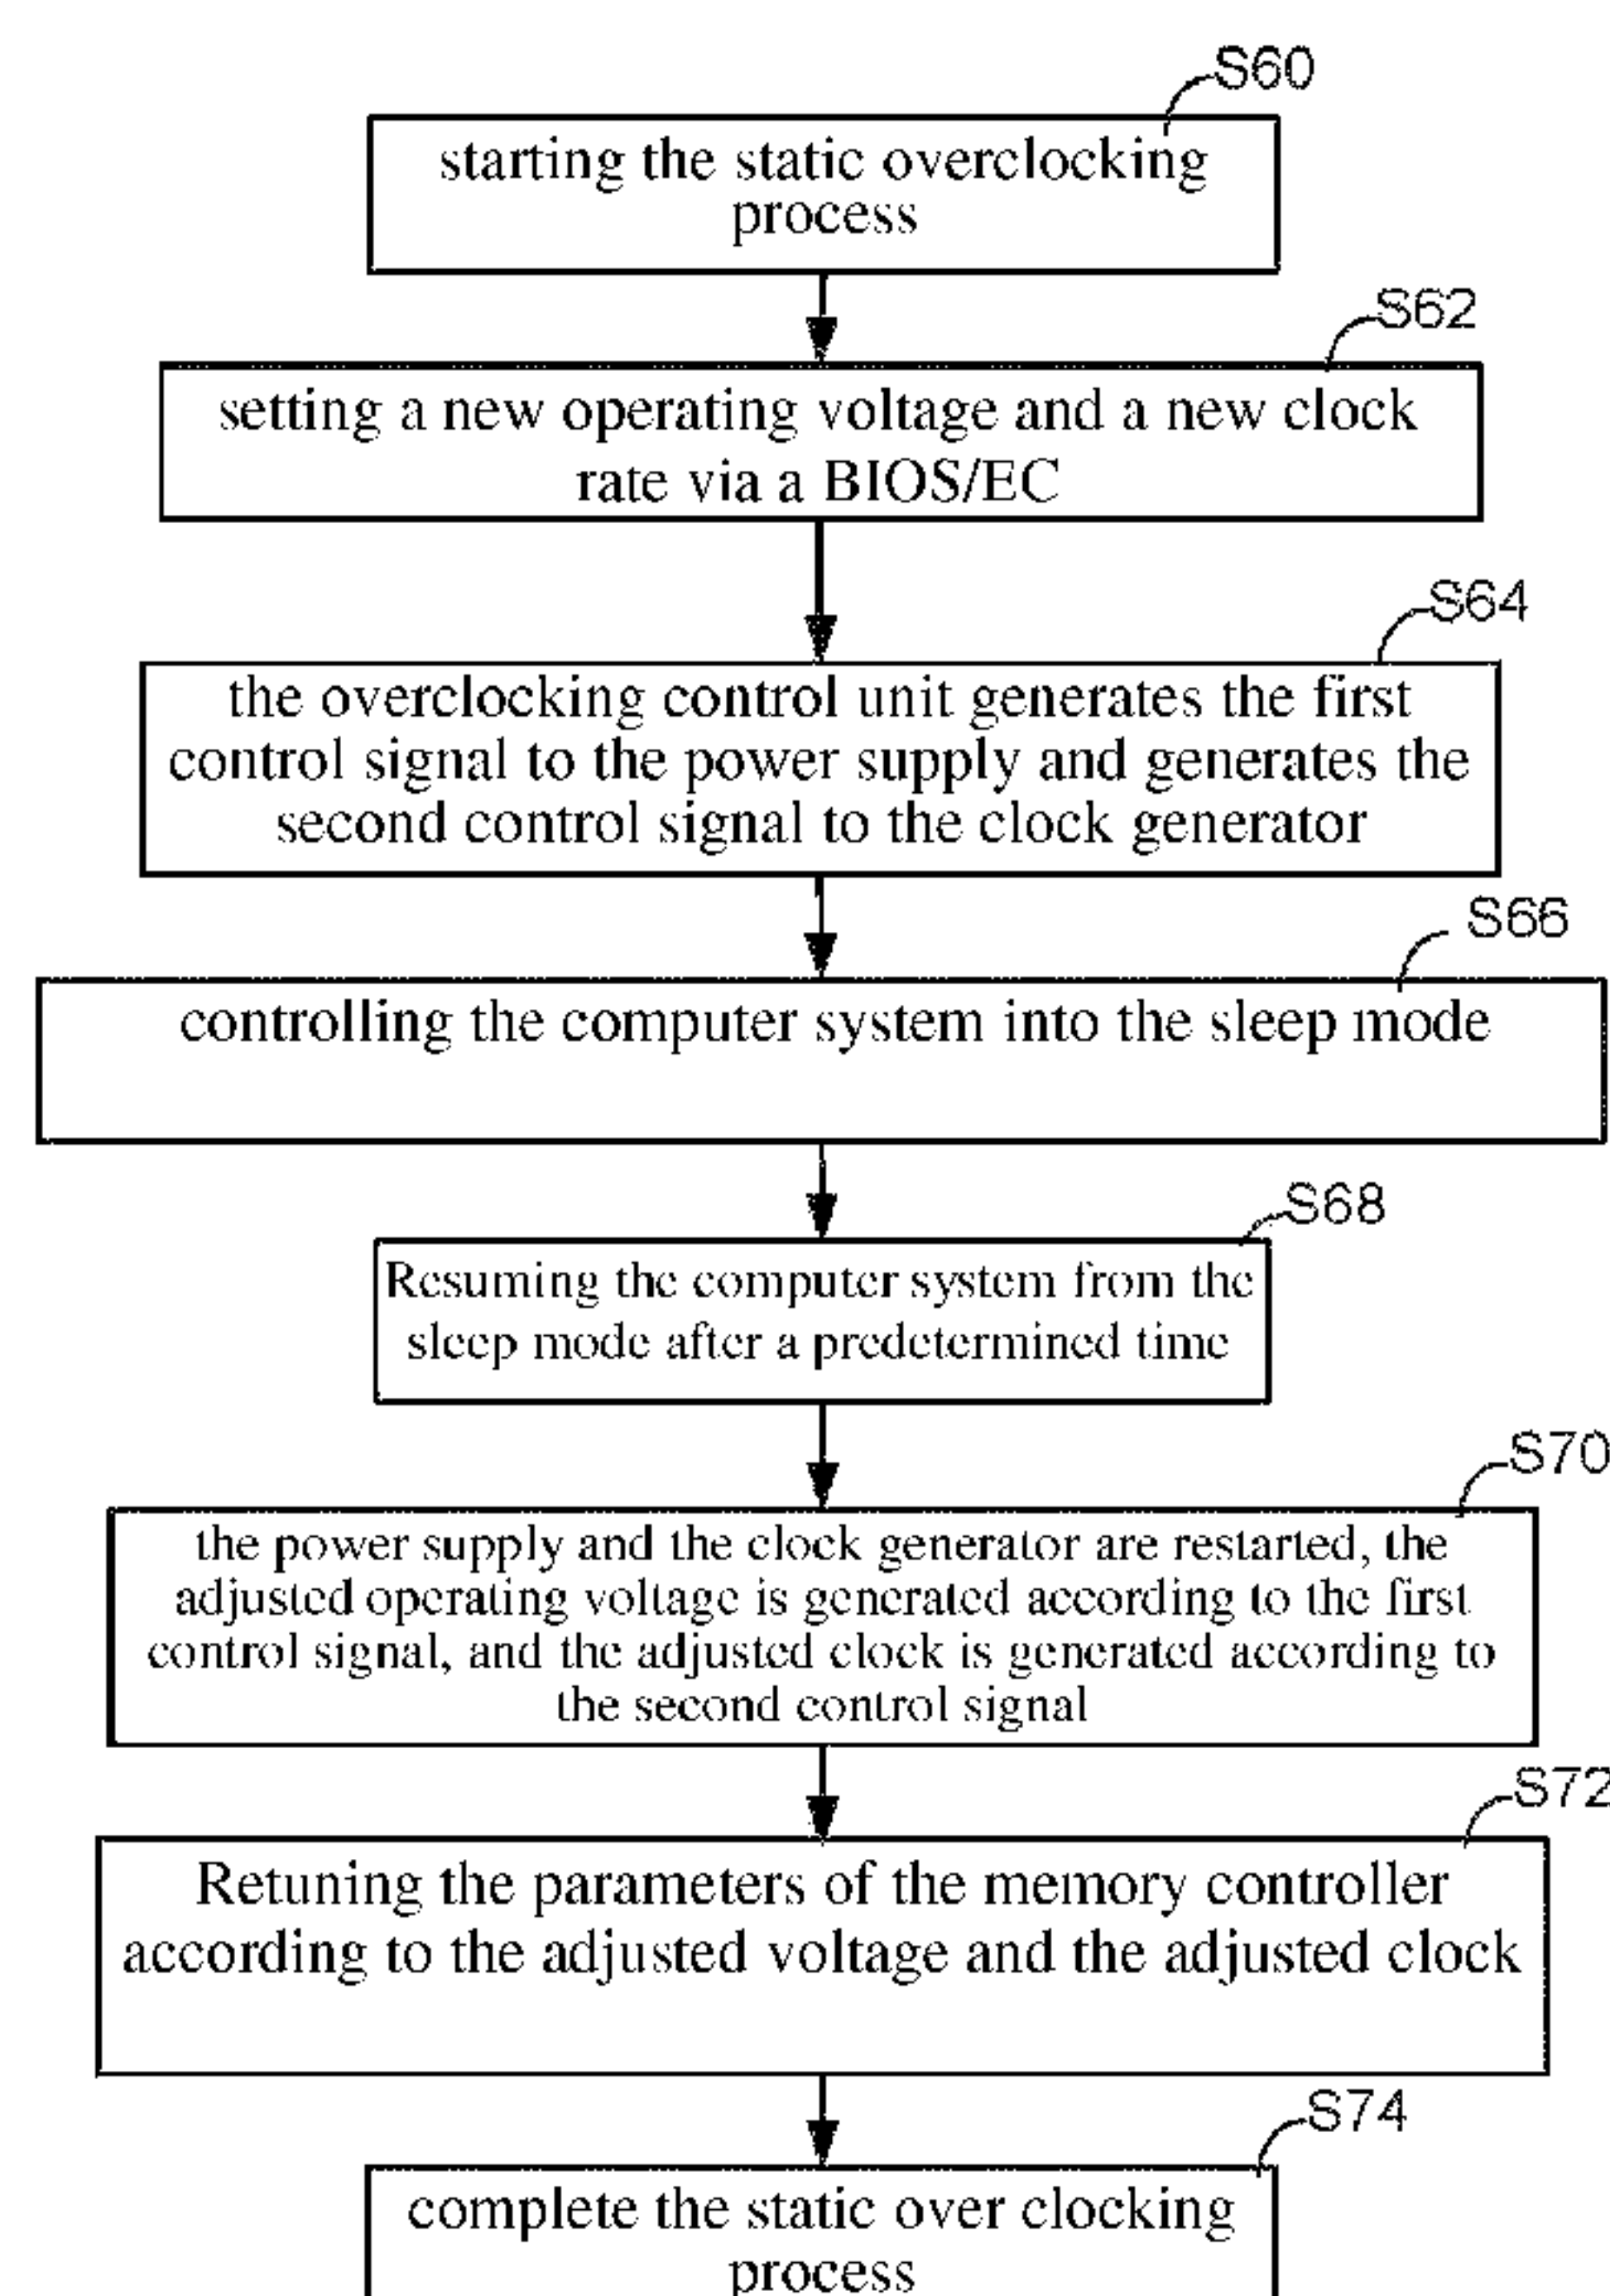 S60
starting the static overclocking
process
S62
setting a new operating voltage and a new clock
rate via a BIOS/EC
S64
the overclocking control unit generates the first
control signal to the power supply and generates the
second control signal to the clock generator
S66
controlling the computer system into the sleep mode
S68
Resuming the computer system from the
sleep mode after a predetermined time
S70
the power supply and the clock generator are restarted, the
adjusted operating voltage is generated according to the first
control signal, and the adjusted clock is generated according to
the second control signal
S72
Retuning the parameters of the memory controller
according to the adjusted voltage and the adjusted clock
S74
complete the static over clocking
process